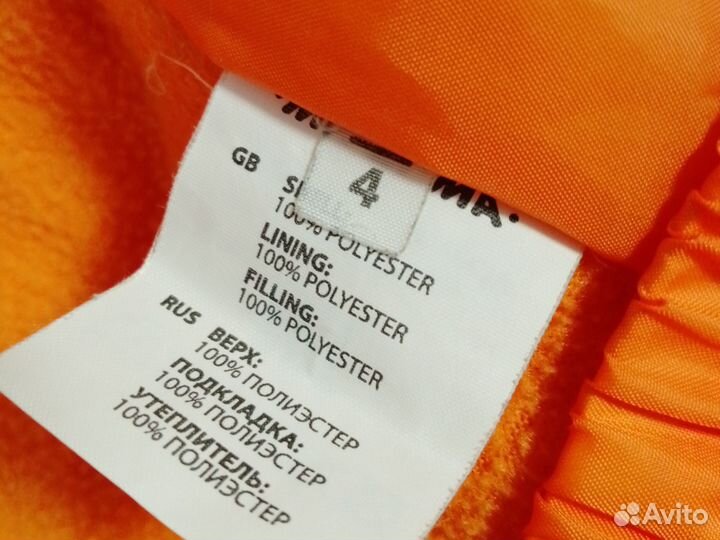 MA.
4
GB
100% POLYESTER
LINING:
100% POLYESTER
FILLING:
100% POLYESTER
RUS ВЕРХ:
100% ПОЛИЭСТЕР
ПОДКЛАДКА:
100% ПОЛИЭСТЕР
УТЕПЛИТЕЛЬ:
100% ПОЛИЭСТЕР
Avito